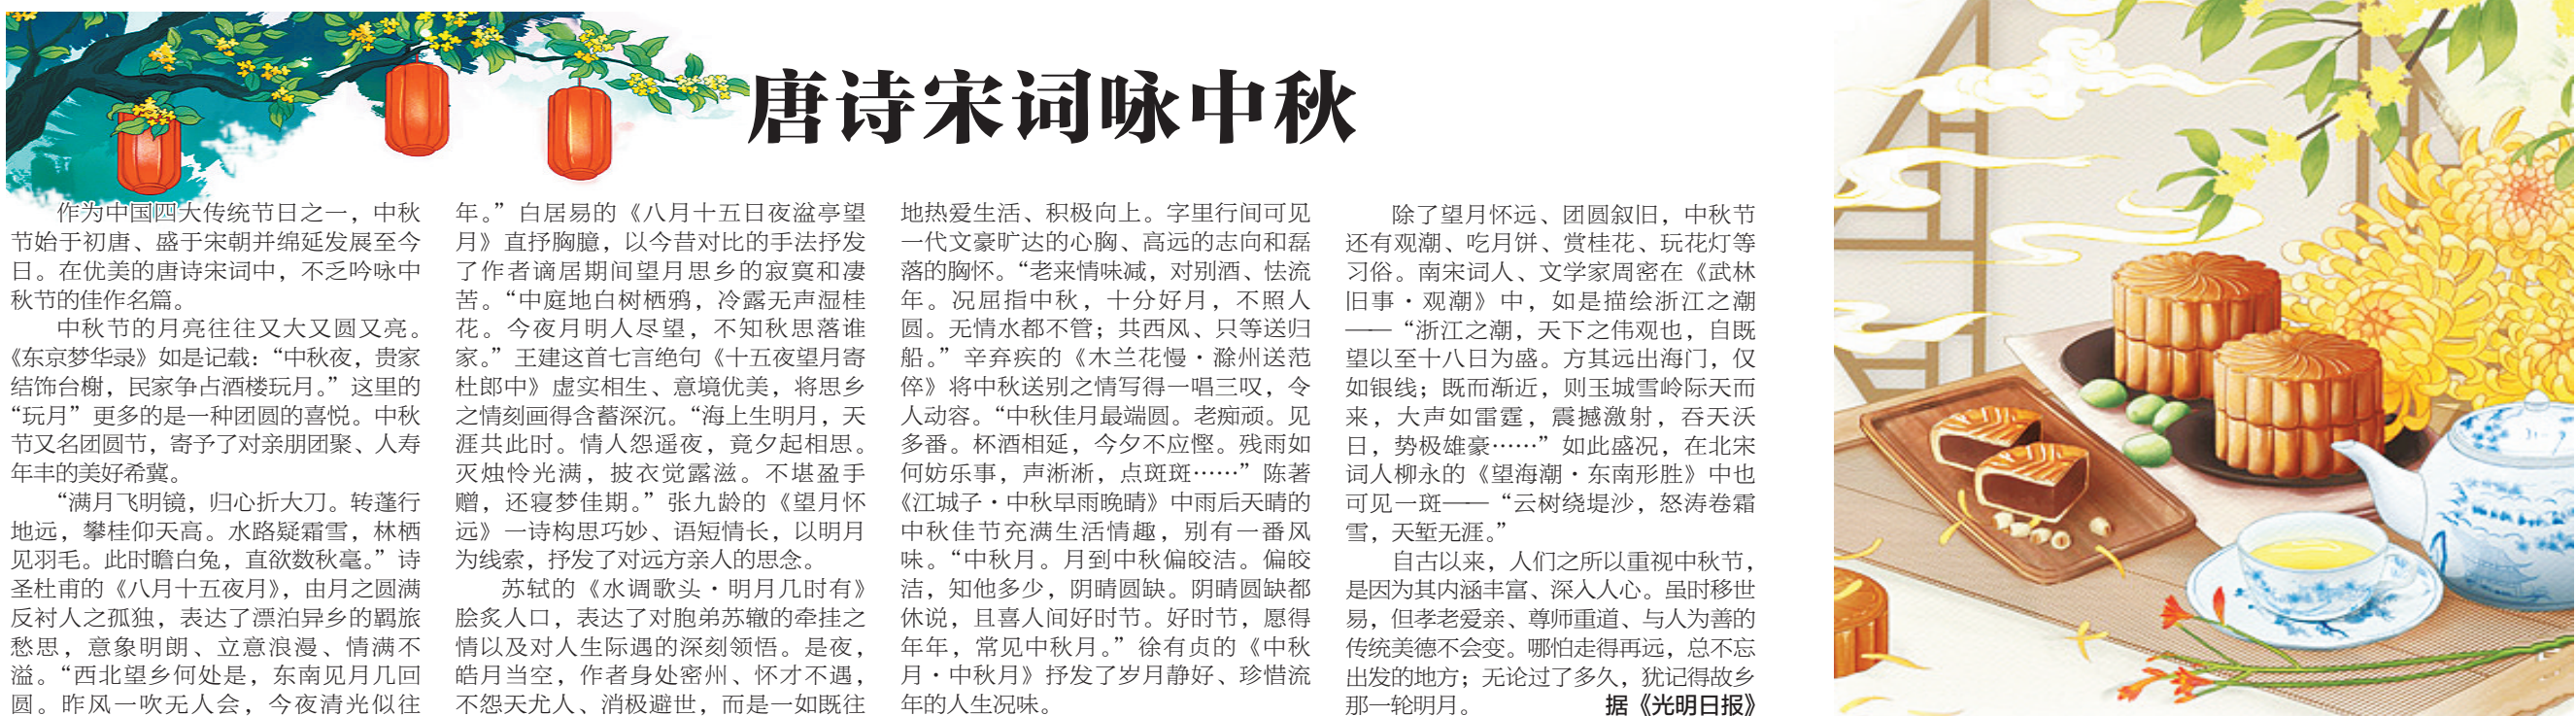 唐诗宋词咏中秋
作为中国四大传统节日之一，中秋
节始于初唐、盛于宋朝并绵延发展至今
日。在优美的唐诗宋词中，不乏吟咏中
秋节的佳作名篇。
中秋节的月亮往往又大又圆又亮。
《东京梦华录》如是记载：“中秋夜，贵家
结饰台榭，民家争占酒楼玩月。”这里的
“玩月”更多的是一种团圆的喜悦。中秋
节又名团圆节，寄予了对亲朋团聚、人寿
年丰的美好希冀。
“满月飞明镜，归心折大刀。转蓬行
地远，攀桂仰天高。水路疑霜雪，林栖
见羽毛。此时瞻白兔，直欲数秋毫。”诗
圣杜甫的《八月十五夜月》，由月之圆满
反衬人之孤独，表达了漂泊异乡的羁旅
愁思，意象明朗、立意浪漫、情满不
溢。“西北望乡何处是，东南见月几回
圆。昨风一吹无人会，今夜清光似往
年。”白居易的《八月十五日夜湓亭望
月》直抒胸臆，以今昔对比的手法抒发
了作者谪居期间望月思乡的寂寞和凄
苦。“中庭地白树栖鸦，冷露无声湿桂
花。今夜月明人尽望，不知秋思落谁
家。”王建这首七言绝句《十五夜望月寄
杜郎中》虚实相生、意境优美，将思乡
之情刻画得含蓄深沉。“海上生明月，天
涯共此时。情人怨遥夜，竟夕起相思。
灭烛怜光满，披衣觉露滋。不堪盈手
赠，还寝梦佳期。”张九龄的《望月怀
远》一诗构思巧妙、语短情长，以明月
为线索，抒发了对远方亲人的思念。
苏轼的《水调歌头·明月几时有》
脍炙人口，表达了对胞弟苏辙的牵挂之
情以及对人生际遇的深刻领悟。是夜，
皓月当空，作者身处密州、怀才不遇，
不怨天尤人、消极避世，而是一如既往
地热爱生活、积极向上。字里行间可见
一代文豪旷达的心胸、高远的志向和磊
落的胸怀。“老来情味减，对别酒、怯流
年。况屈指中秋，十分好月，不照人
圆。无情水都不管；共西风、只等送归
船。”辛弃疾的《木兰花慢·滁州送范
倅》将中秋送别之情写得一唱三叹，令
人动容。“中秋佳月最端圆。老痴顽。见
多番。杯酒相延，今夕不应悭。残雨如
何妨乐事，声淅淅，点斑斑……”陈著
《江城子·中秋早雨晚晴》中雨后天晴的
中秋佳节充满生活情趣，别有一番风
味。“中秋月。月到中秋偏皎洁。偏皎
洁，知他多少，阴晴圆缺。阴晴圆缺都
休说，且喜人间好时节。好时节，愿得
年年，常见中秋月。”徐有贞的《中秋
月·中秋月》抒发了岁月静好、珍惜流
年的人生况味。
除了望月怀远、团圆叙旧，中秋节
还有观潮、吃月饼、赏桂花、玩花灯等
习俗。南宋词人、文学家周密在《武林
旧事·观潮》中，如是描绘浙江之潮
——“浙江之潮，天下之伟观也，自既
望以至十八日为盛。方其远出海门，仅
如银线；既而渐近，则玉城雪岭际天而
来，大声如雷霆，震撼激射，吞天沃
日，势极雄豪……”如此盛况，在北宋
词人柳永的《望海潮·东南形胜》中也
可见一斑——“云树绕堤沙，怒涛卷霜
雪，天堑无涯。”
自古以来，人们之所以重视中秋节，
是因为其内涵丰富、深入人心。虽时移世
易，但孝老爱亲、尊师重道、与人为善的
传统美德不会变。哪怕走得再远，总不忘
出发的地方；无论过了多久，犹记得故乡
那一轮明月。
据《光明日报》